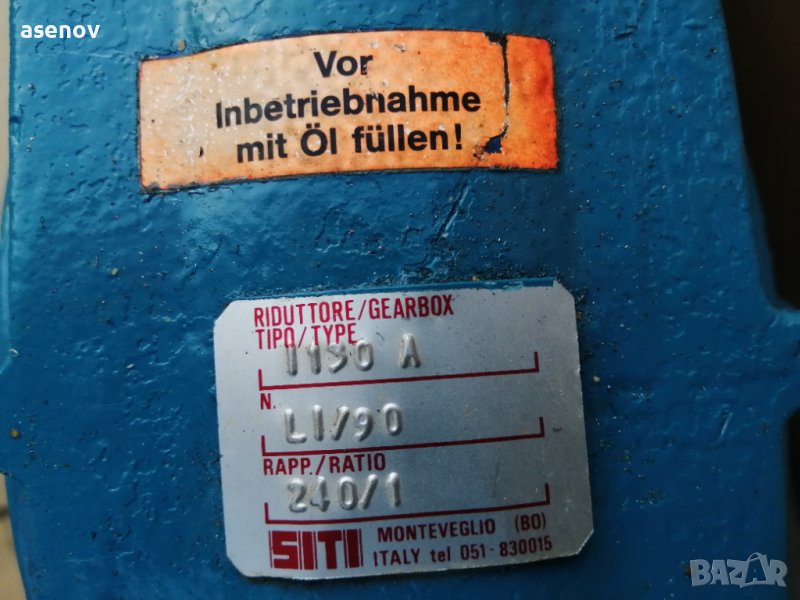 asenov
Vor
Inbetriebnahme
mit Öl füllen!
RIDUTTORE/GEARBOX
TIPO/TYPE
A
N.
LI/90
RAPP./RATIO
240/1
SITI MONTEVEGLIO (BO)
ITALY tel 051-830015
BAZAR